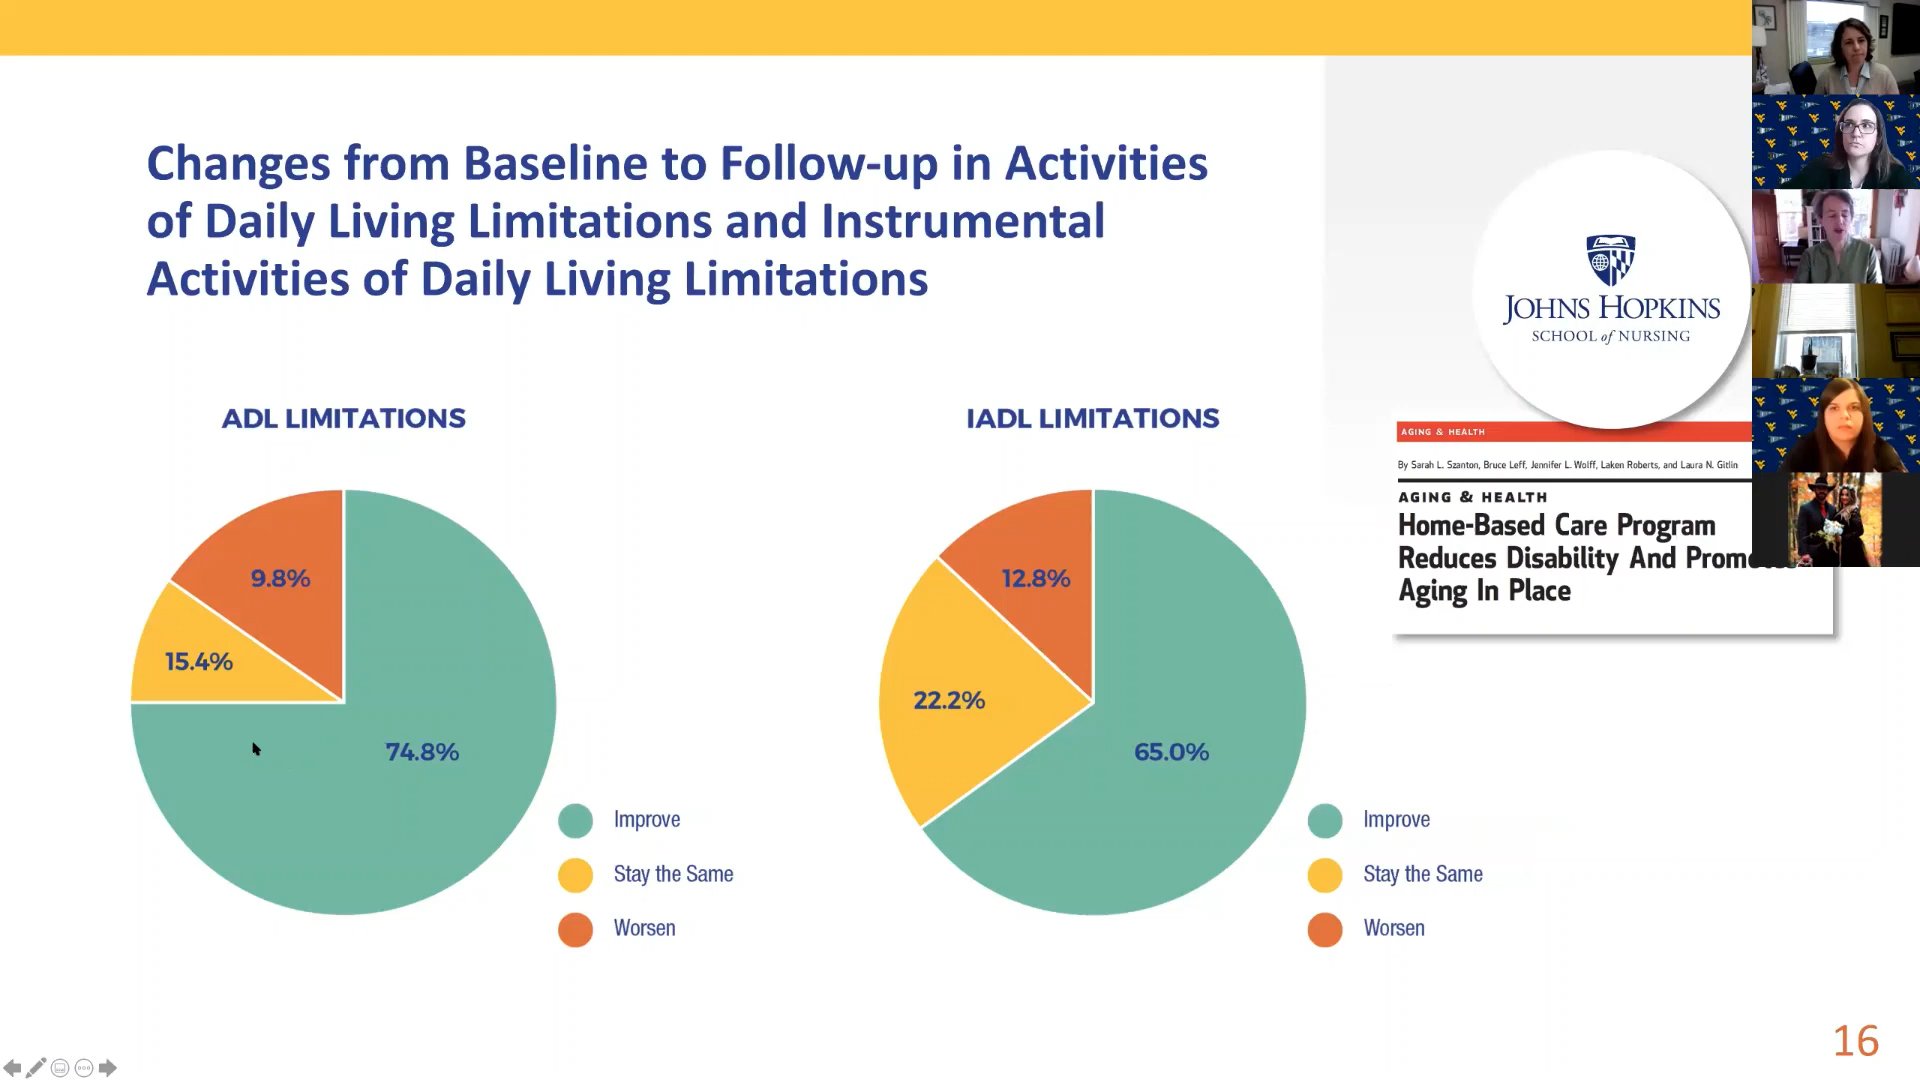 Changes from Baseline to Follow-up in Activities
of Daily Living Limitations and Instrumental
Activities of Daily Living Limitations
JOHNS HOPKINS
SCHOOL of NURSING
AGING & HEALTH
By Sarah L. Szanton, Bruce Leff, Jennifer L. Wolff, Laken Roberts, and Laura N. Gitlin
AGING & HEALTH
Home-Based Care Program
Reduces Disability And
Aging In Place
ADL LIMITATIONS
9.8%
15.4%
74.8%
Improve
Stay the Same
Worsen
IADL LIMITATIONS
12.8%
22.2%
65.0%
Improve
Stay the Same
Worsen
16